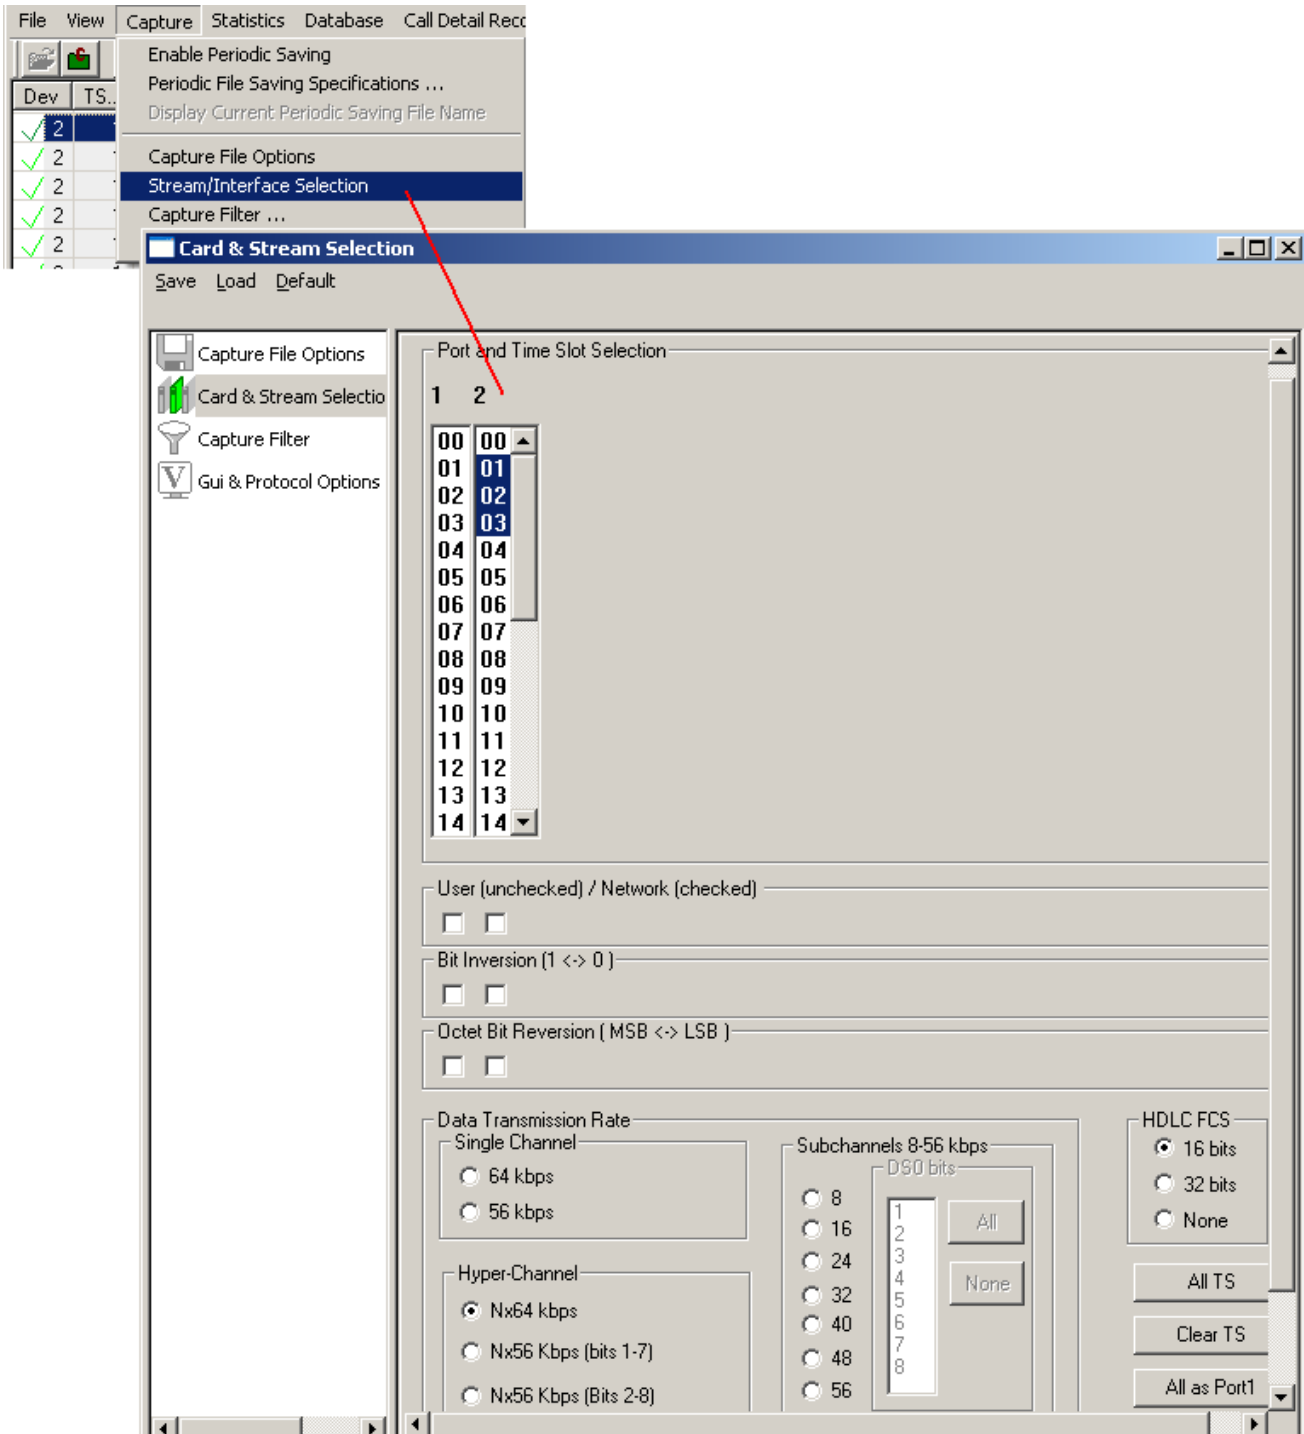 File View Capture Statistics Database Call Detail Reco
Enable Periodic Saving
Periodic File Saving Specifications ...
Display Current Periodic Saving File Name
Dev TS..
2
2
2
2
2
Capture File Options
Stream/Interface Selection
Capture Filter ...
Card & Stream Selection
Save Load Default
Capture File Options
Card & Stream Selectio
Capture Filter
Gui & Protocol Options
Port and Time Slot Selection
1 2
00 00
01 01
02 02
03 03
04 04
05 05
06 06
07 07
08 08
09 09
10 10
11 11
12 12
13 13
14 14
User (unchecked) / Network (checked)
Bit Inversion (1 <-> 0 )
Octet Bit Reversion ( MSB <-> LSB )
Data Transmission Rate
Single Channel
64 kbps
56 kbps
Hyper-Channel
Nx64 kbps
Nx56 Kbps (bits 1-7)
Nx56 Kbps (Bits 2-8)
Subchannels 8-56 kbps
8
16
24
32
40
48
56
DS0 bits
1
2
3
4
5
6
7
8
All
None
HDLC FCS
16 bits
32 bits
None
All TS
Clear TS
All as Port1